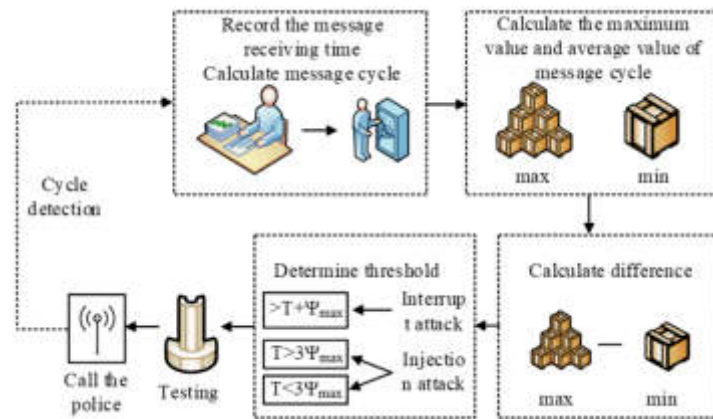 Record the message
receiving time
Calculate message cycle
Calculate the maximum
value and average value of
message cycle
max
min
Cycle
detection
Calculate difference
max
min
Determine threshold
>T+Ψmax
Interrup
t attack
T>3Ψmax
T<3Ψmax
Injectio
n attack
Testing
Call the
police